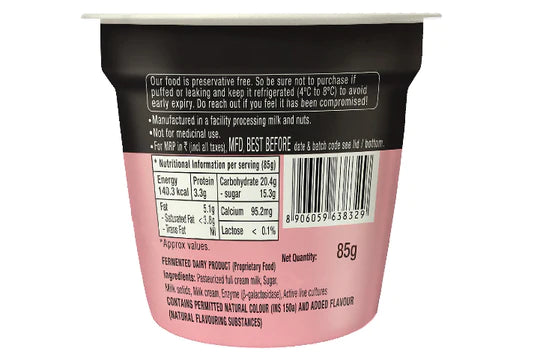 Our food is preservative free. So be sure not to purchase if
puffed or leaking and keep it refrigerated (4ºC to 8ºC) to avoid
early expiry. Do reach out if you feel it has been compromised!
•Manufactured in a facility processing milk and nuts.
•Not for medicinal use.
•For MRP in ₹ (incl all taxes), MFD, BEST BEFORE date & batch code see lid / bottom.
* Nutritional Information per serving (85g)
Energy 140.3 kcal
Protein 3.3g
Carbohydrate 20.4g
- sugar 15.3g
Fat 5.1g
- Saturated Fat < 3.8g
- Trans Fat Nil
Calcium 95.2mg
Lactose < 0.1%
*Approx values.
8 906059 638329
FERMENTED DAIRY PRODUCT (Proprietary Food)
Net Quantity: 85g
Ingredients: Pasteurized full cream milk, Sugar,
Milk solids, Milk cream, Enzyme (β-galactosidase), Active live cultures
CONTAINS PERMITTED NATURAL COLOUR (INS 150a) AND ADDED FLAVOUR
(NATURAL FLAVOURING SUBSTANCES)